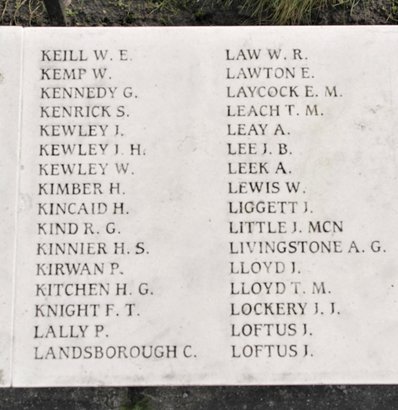 KEILL W. E.
KEMP W.
KENNEDY G.
KENRICK S.
KEWLEY J.
KEWLEY J. H.
KEWLEY W.
KIMBER H.
KINCAID H.
KIND R. G.
KINNIER H. S.
KIRWAN P.
KITCHEN H. G.
KNIGHT F. T.
LALLY P.
LANDSBOROUGH C.
LAW W. R.
LAWTON E.
LAYCOCK E. M.
LEACH T. M.
LEAY A.
LEE J. B.
LEEK A.
LEWIS W.
LIGGETT J.
LITTLE J. MCN
LIVINGSTONE A. G.
LLOYD J.
LLOYD T. M.
LOCKERY J. J.
LOFTUS J.
LOFTUS J.